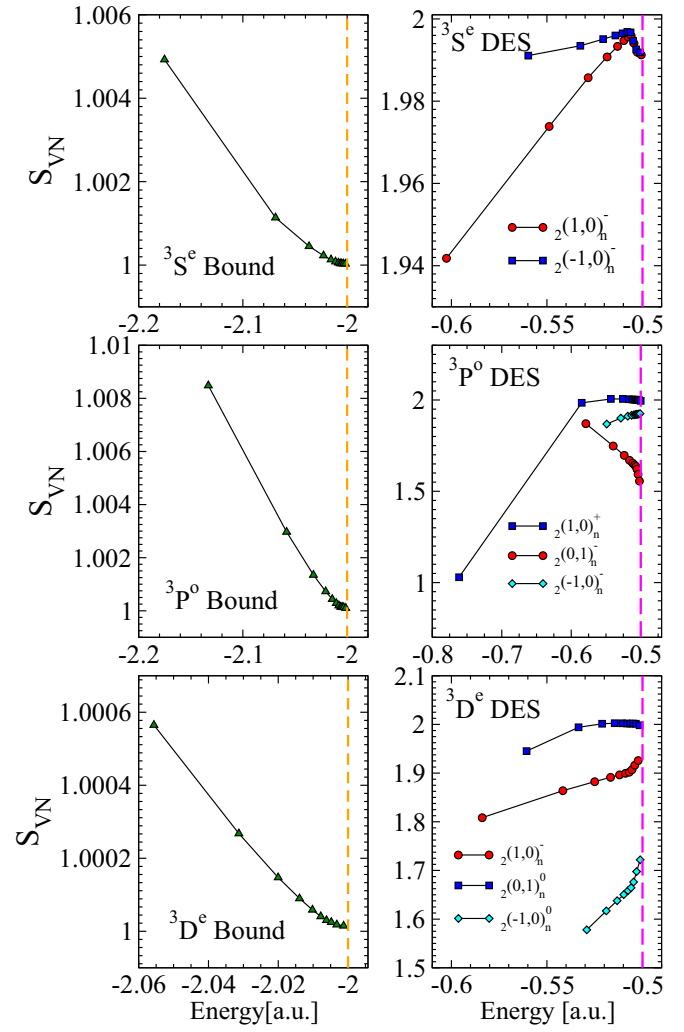 1.006
1.004
1.002
1
S_VN
³Sᵉ Bound
-2.2
-2.1
-2
2
1.98
1.96
1.94
³Sᵉ DES
₂(1,0)ₙ⁻
₂(-1,0)ₙ⁻
-0.6
-0.55
-0.5
1.01
1.008
1.006
1.004
1.002
1
S_VN
³Pᵒ Bound
-2.2
-2.1
-2
2
1.5
1
³Pᵒ DES
₂(1,0)ₙ⁺
₂(0,1)ₙ⁻
₂(-1,0)ₙ⁻
-0.8
-0.7
-0.6
-0.5
1.0006
1.0004
1.0002
1
S_VN
³Dᵉ Bound
-2.06
-2.04
-2.02
-2
Energy[a.u.]
2.1
2
1.9
1.8
1.7
1.6
1.5
³Dᵉ DES
₂(1,0)ₙ⁻
₂(0,1)ₙ⁰
₂(-1,0)ₙ⁰
-0.6
-0.55
-0.5
Energy [a.u.]